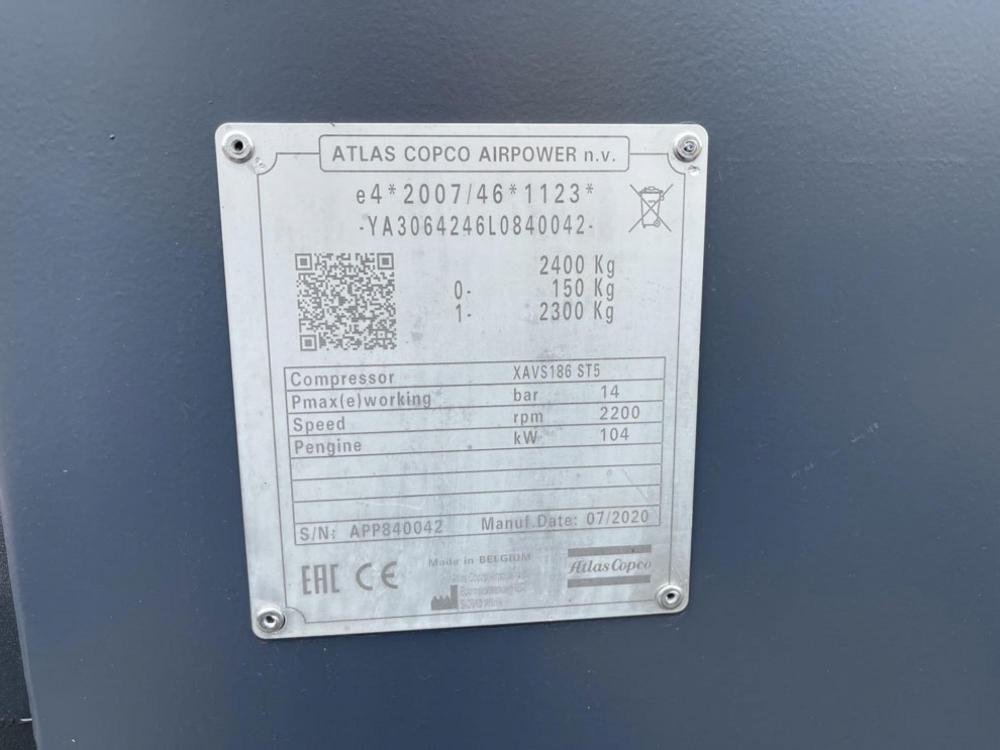 ATLAS COPCO AIRPOWER n.v.
e4*2007/46*1123*
-YA3064246L0840042-
2400 Kg
0- 150 Kg
1- 2300 Kg
Compressor XAVS186 ST5
Pmax(e)working bar 14
Speed rpm 2200
Pengine kW 104
S/N: APP840042 Manuf.Date: 07/2020
Made in BELGIUM
EAC CE
Atlas Copco